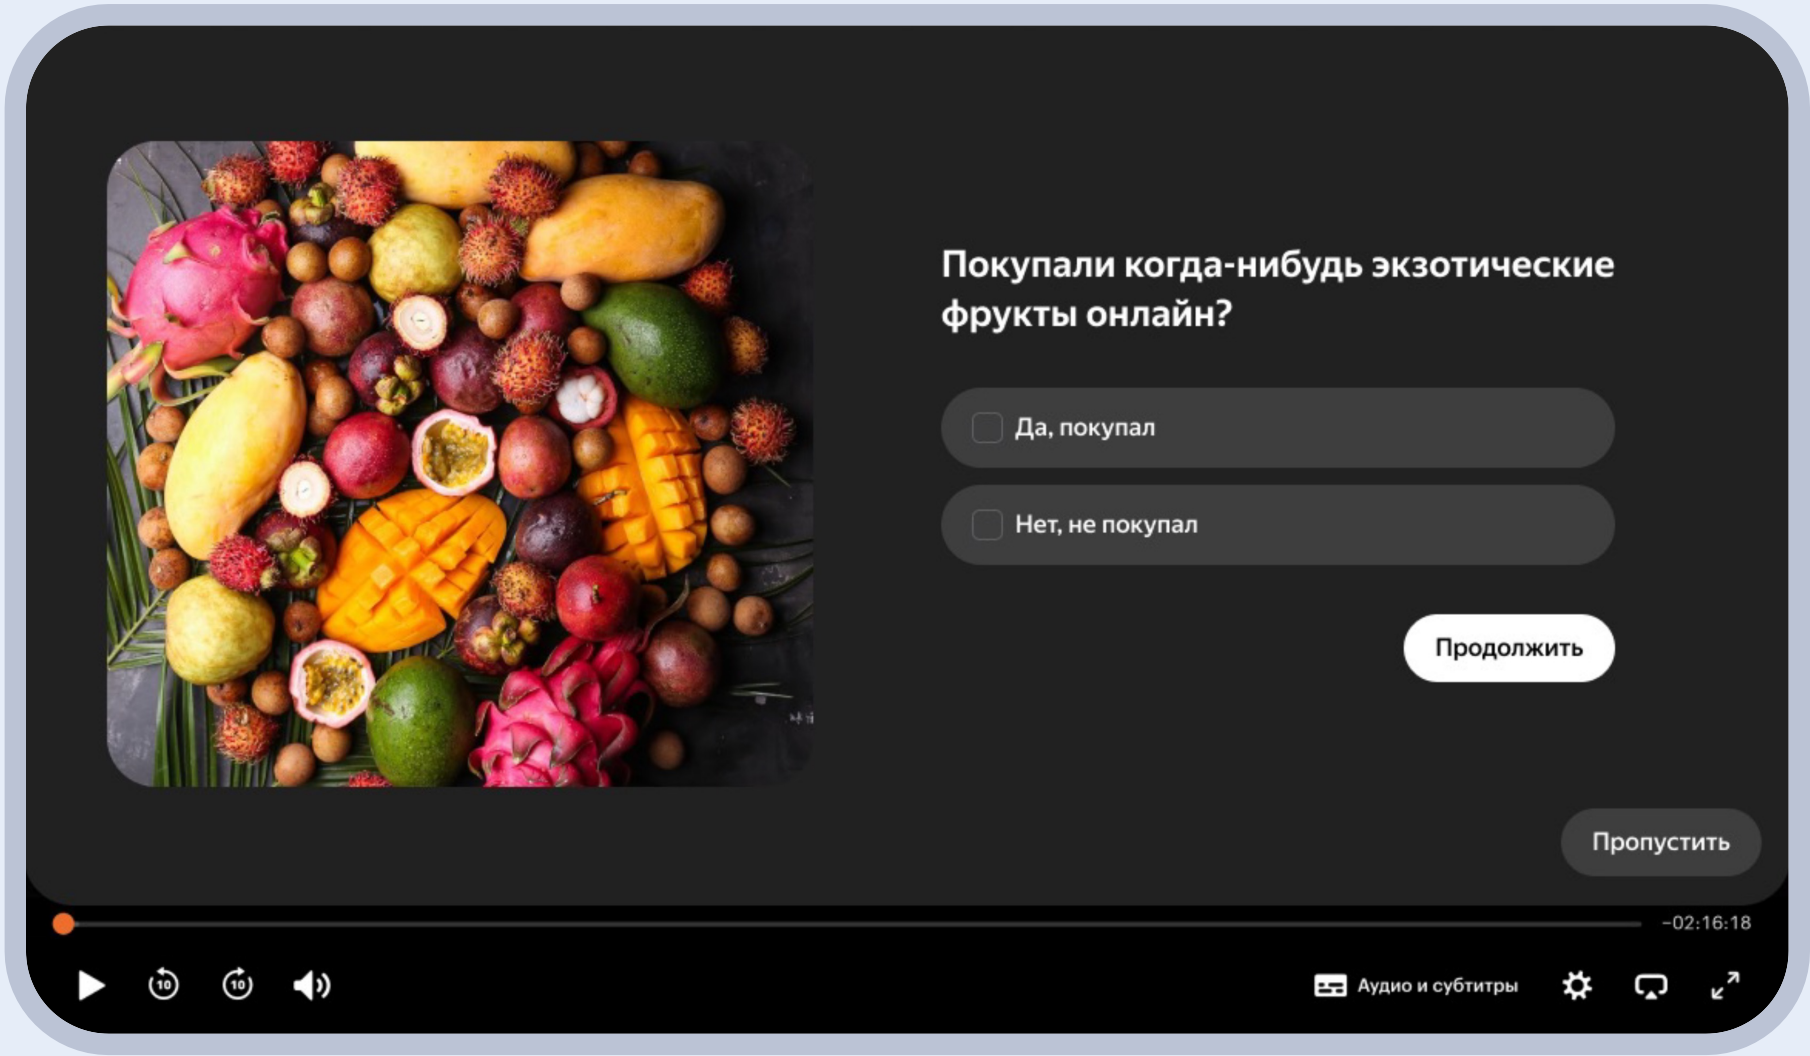 Покупали когда-нибудь экзотические
фрукты онлайн?
Да, покупал
Нет, не покупал
Продолжить
Пропустить
-02:16:18
10
10
Аудио и субтитры